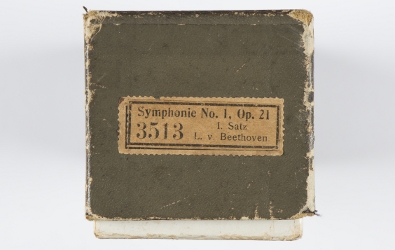 Symphonie No. 1, Op. 21
3513 1. Satz
L. v. Beethoven